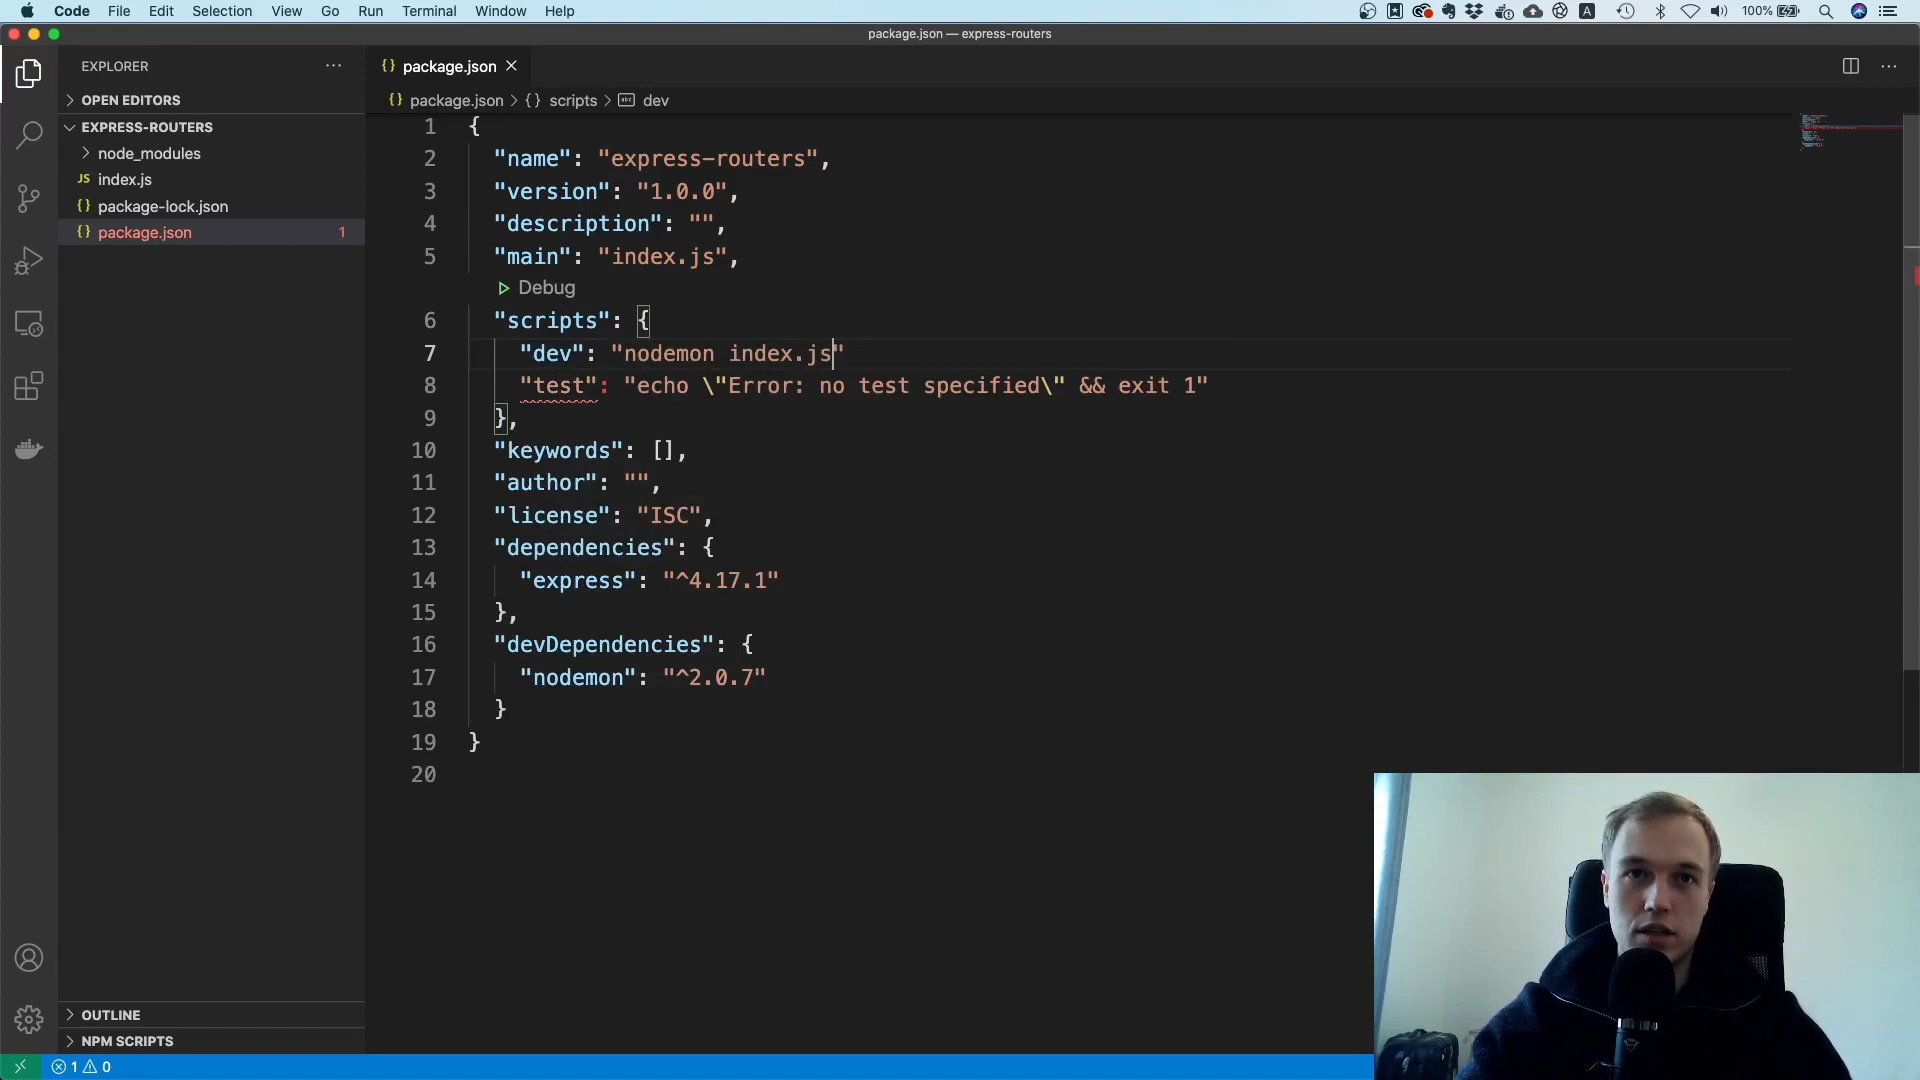 Code File Edit Selection View Go Run Terminal Window Help A 100%
package.json — express-routers
EXPLORER ···
package.json
OPEN EDITORS
package.json > {} scripts > abc dev
EXPRESS-ROUTERS
node_modules
JS index.js
{} package-lock.json
{} package.json 1
1 {
2 "name": "express-routers",
3 "version": "1.0.0",
4 "description": "",
5 "main": "index.js",
Debug
6 "scripts": {
7 "dev": "nodemon index.js"
8 "test": "echo \"Error: no test specified\" && exit 1"
9 },
10 "keywords": [],
11 "author": "",
12 "license": "ISC",
13 "dependencies": {
14 "express": "^4.17.1"
15 },
16 "devDependencies": {
17 "nodemon": "^2.0.7"
18 }
19 }
20
OUTLINE
NPM SCRIPTS
1 0